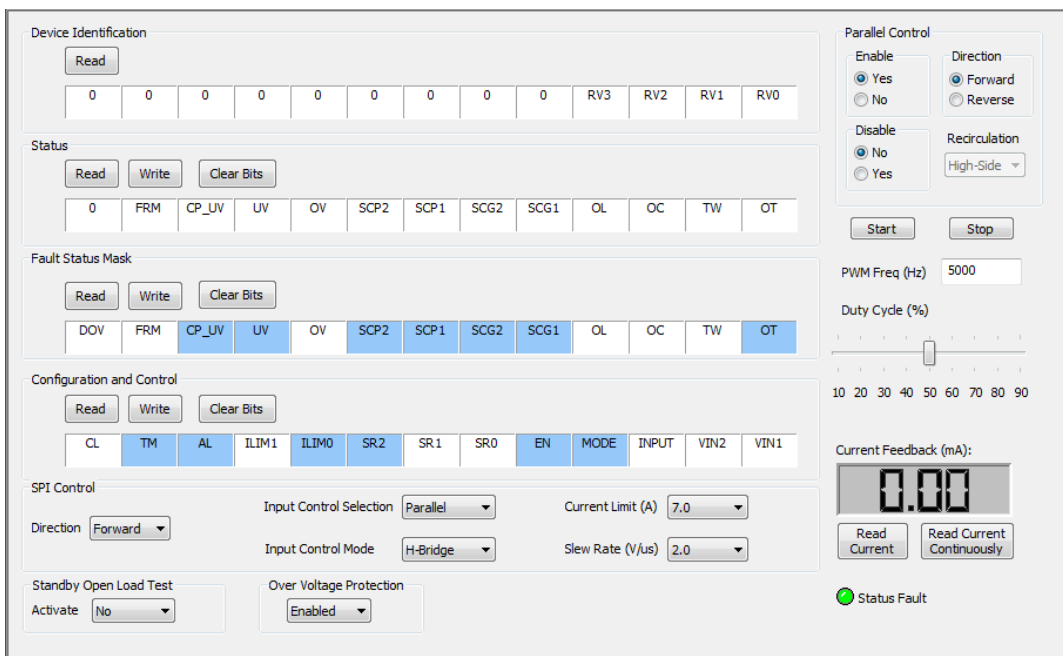 Device Identification
Read
0 0 0 0 0 0 0 0 0 RV3 RV2 RV1 RV0
Status
Read Write Clear Bits
0 FRM CP_UV UV OV SCP2 SCP1 SCG2 SCG1 OL OC TW OT
Fault Status Mask
Read Write Clear Bits
DOV FRM CP_UV UV OV SCP2 SCP1 SCG2 SCG1 OL OC TW OT
Configuration and Control
Read Write Clear Bits
CL TM AL ILIM1 ILIM0 SR2 SR1 SR0 EN MODE INPUT VIN2 VIN1
SPI Control
Direction Forward
Input Control Selection Parallel
Input Control Mode H-Bridge
Current Limit (A) 7.0
Slew Rate (V/us) 2.0
Standby Open Load Test
Activate No
Over Voltage Protection
Enabled
Parallel Control
Enable
Yes
No
Direction
Forward
Reverse
Disable
No
Yes
Recirculation
High-Side
Start Stop
PWM Freq (Hz) 5000
Duty Cycle (%)
10 20 30 40 50 60 70 80 90
Current Feedback (mA):
0.00
Read
Current
Read Current
Continuously
Status Fault